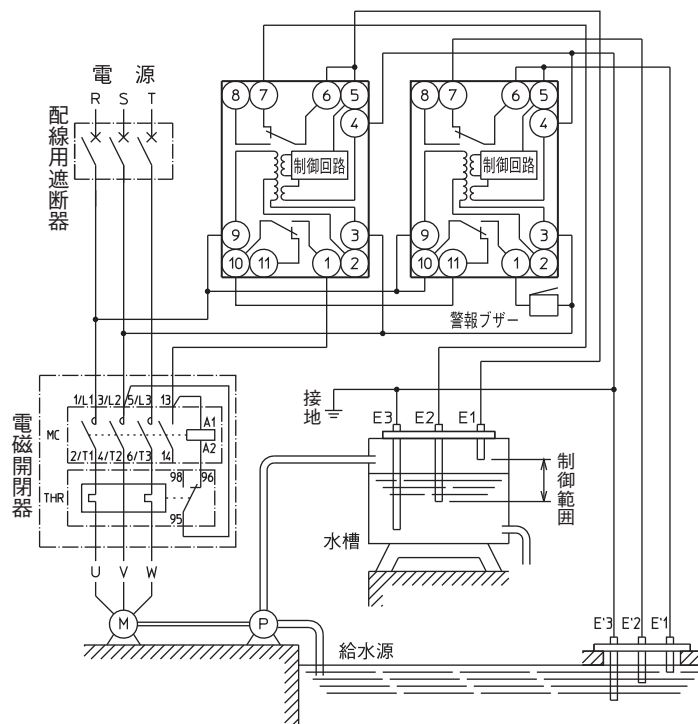 電 源
R S T
配線用遮断器
8 7 6 5
4
制御回路
9 3
10 11 1 2
8 7 6 5
4
制御回路
9 3
10 11 1 2
警報ブザー
電磁開閉器
1/L1 3/L2 5/L3 13
A1
MC
A2
2/T1 4/T2 6/T3 14
98 96
THR
95
U V W
M
P
接地
E3 E2 E1
制御範囲
水槽
給水源
E'3 E'2 E'1